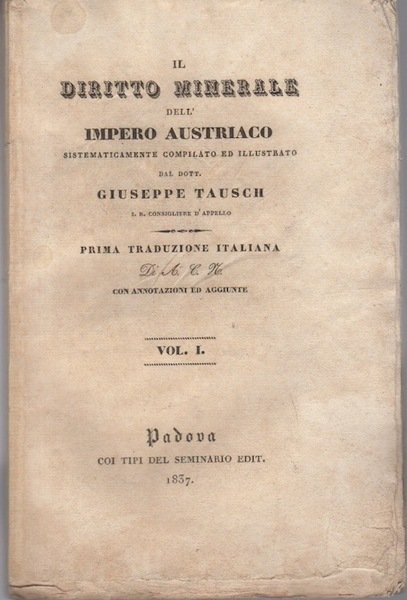 IL
DIRITTO MINERALE
DELL'
IMPERO AUSTRIACO
SISTEMATICAMENTE COMPILATO ED ILLUSTRATO
DAL DOTT.
GIUSEPPE TAUSCH
I. R. CONSIGLIERE D'APPELLO
PRIMA TRADUZIONE ITALIANA
Di A. C. N.
CON ANNOTAZIONI ED AGGIUNTE
VOL. I.
Padova
COI TIPI DEL SEMINARIO EDIT.
1837.